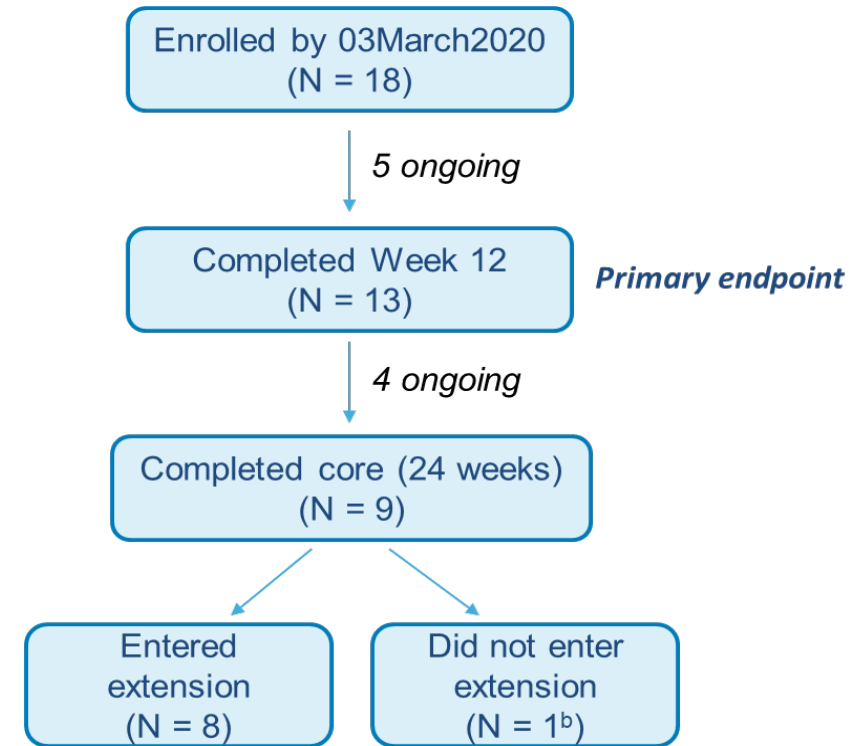 Enrolled by 03March2020
(N = 18)
5 ongoing
Completed Week 12
(N = 13)
Primary endpoint
4 ongoing
Completed core (24 weeks)
(N = 9)
Entered
extension
(N = 8)
Did not enter
extension
(N = 1ᵇ)